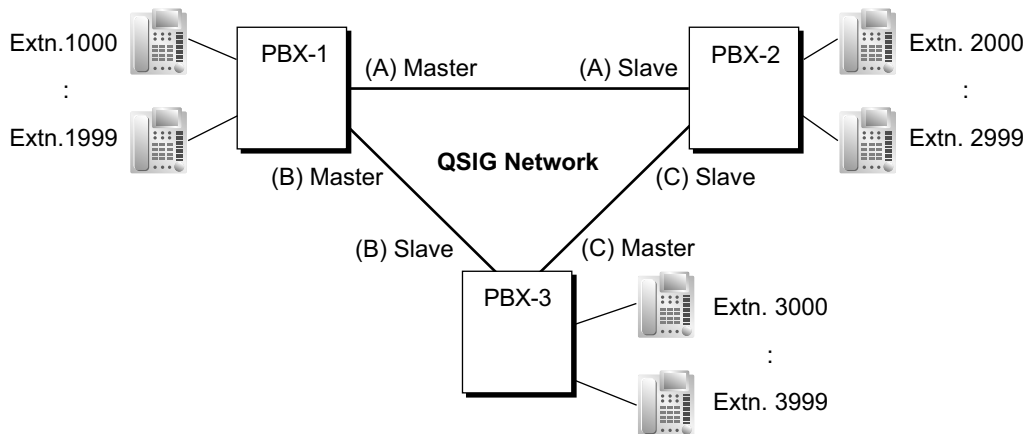 Extn.1000
:
Extn.1999
PBX-1
(A) Master
(A) Slave
PBX-2
Extn. 2000
:
Extn. 2999
QSIG Network
(B) Master
(C) Slave
(B) Slave
(C) Master
PBX-3
Extn. 3000
:
Extn. 3999